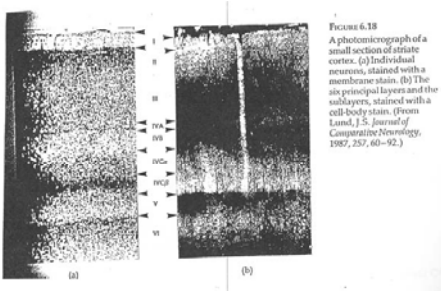 FIGURE 6.18
A photomicrograph of a
small section of striate
cortex. (a) Individual
neurons, stained with a
membrane stain. (b) The
six principal layers and the
sublayers, stained with a
cell-body stain. (From
Lund, J.S. Journal of
Comparative Neurology,
1987, 257, 60–92.)
I
II
III
IVA
IVB
IVCα
IVCβ
V
VI
(a)
(b)